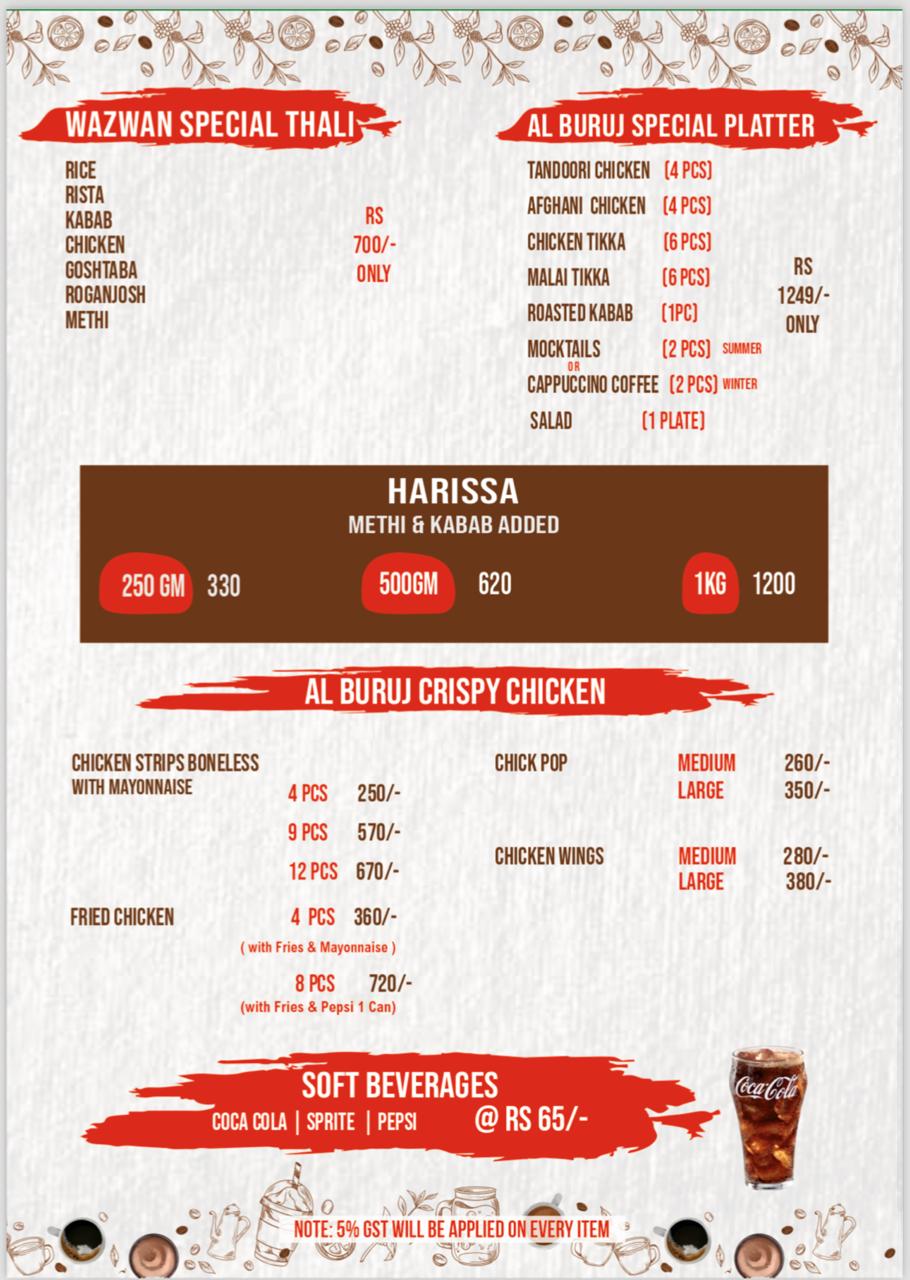 WAZWAN SPECIAL THALI
RICE
RISTA
KABAB
CHICKEN
GOSHTABA
ROGANJOSH
METHI
RS
700/-
ONLY
AL BURUJ SPECIAL PLATTER
TANDOORI CHICKEN (4 PCS)
AFGHANI CHICKEN (4 PCS)
CHICKEN TIKKA (6 PCS)
MALAI TIKKA (6 PCS)
ROASTED KABAB (1PC)
MOCKTAILS (2 PCS) SUMMER
OR
CAPPUCCINO COFFEE (2 PCS) WINTER
SALAD (1 PLATE)
RS
1249/-
ONLY
HARISSA
METHI & KABAB ADDED
250 GM 330 500GM 620 1KG 1200
AL BURUJ CRISPY CHICKEN
CHICKEN STRIPS BONELESS
WITH MAYONNAISE
4 PCS 250/-
9 PCS 570/-
12 PCS 670/-
FRIED CHICKEN 4 PCS 360/-
( with Fries & Mayonnaise )
8 PCS 720/-
(with Fries & Pepsi 1 Can)
CHICK POP MEDIUM 260/-
LARGE 350/-
CHICKEN WINGS MEDIUM 280/-
LARGE 380/-
SOFT BEVERAGES
COCA COLA | SPRITE | PEPSI @ RS 65/-
Coca-Cola
NOTE: 5% GST WILL BE APPLIED ON EVERY ITEM